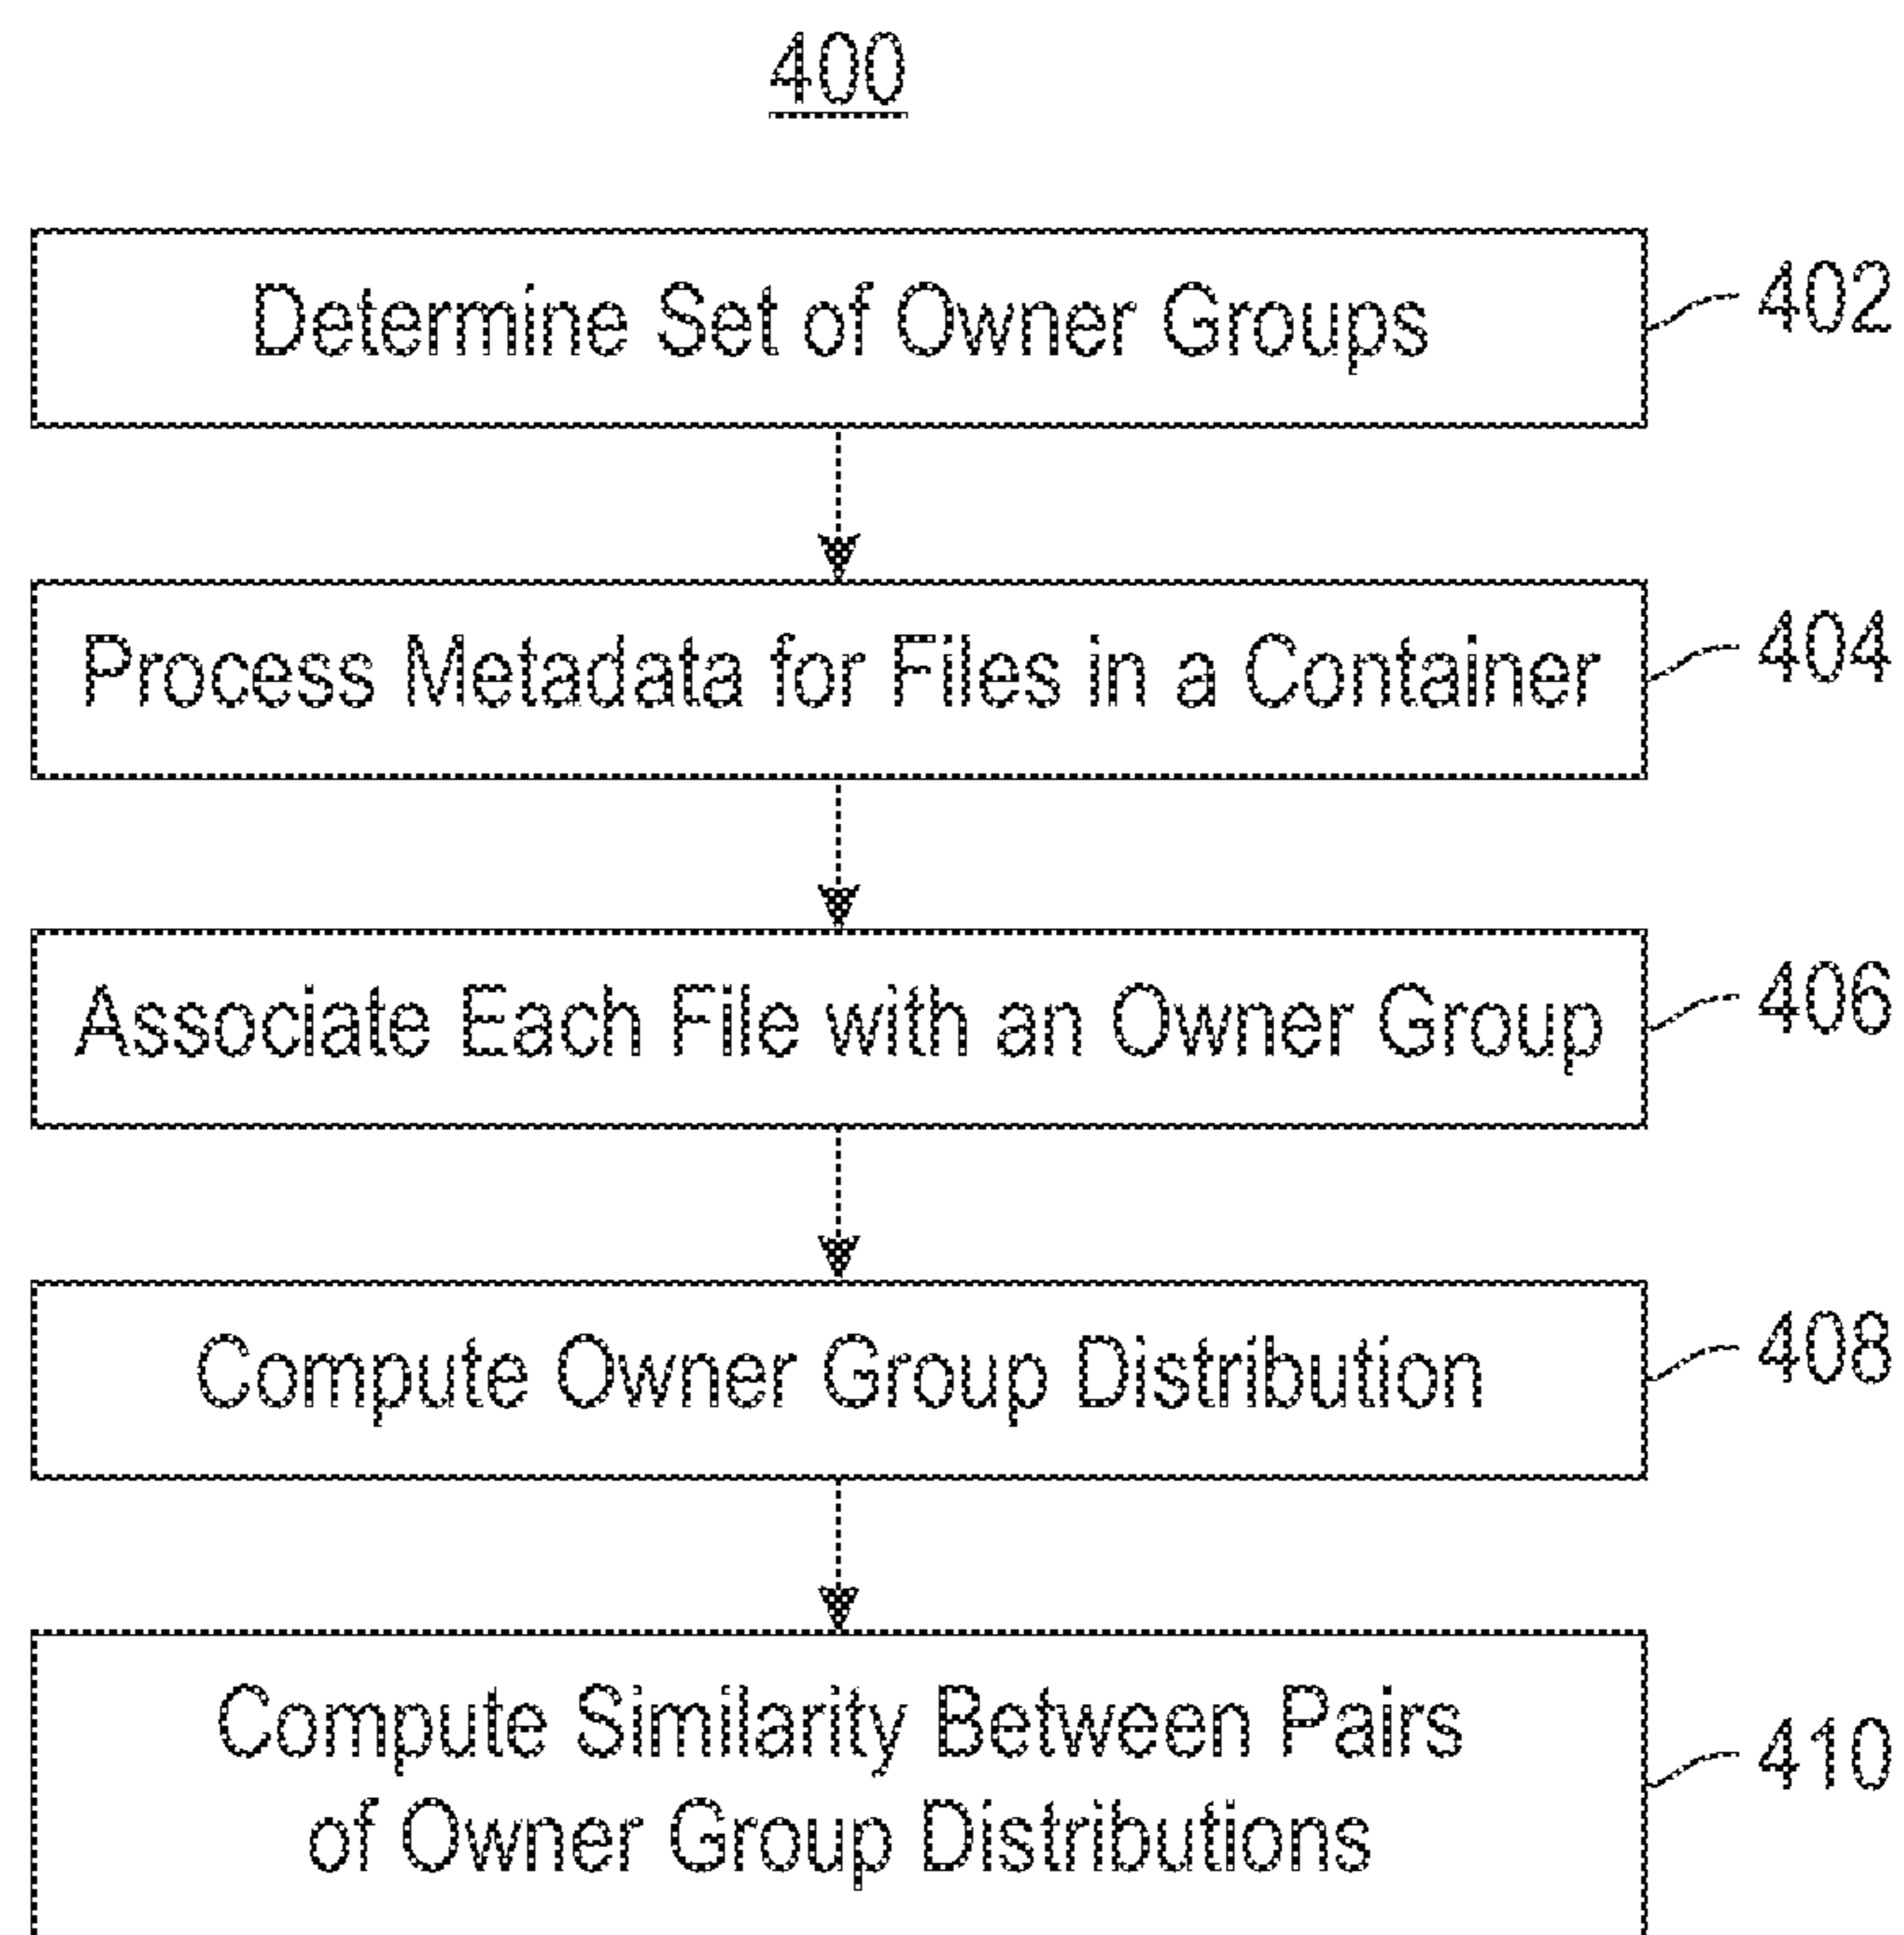 400
Determine Set of Owner Groups
402
Process Metadata for Files in a Container
404
Associate Each File with an Owner Group
406
Compute Owner Group Distribution
408
Compute Similarity Between Pairs
of Owner Group Distributions
410